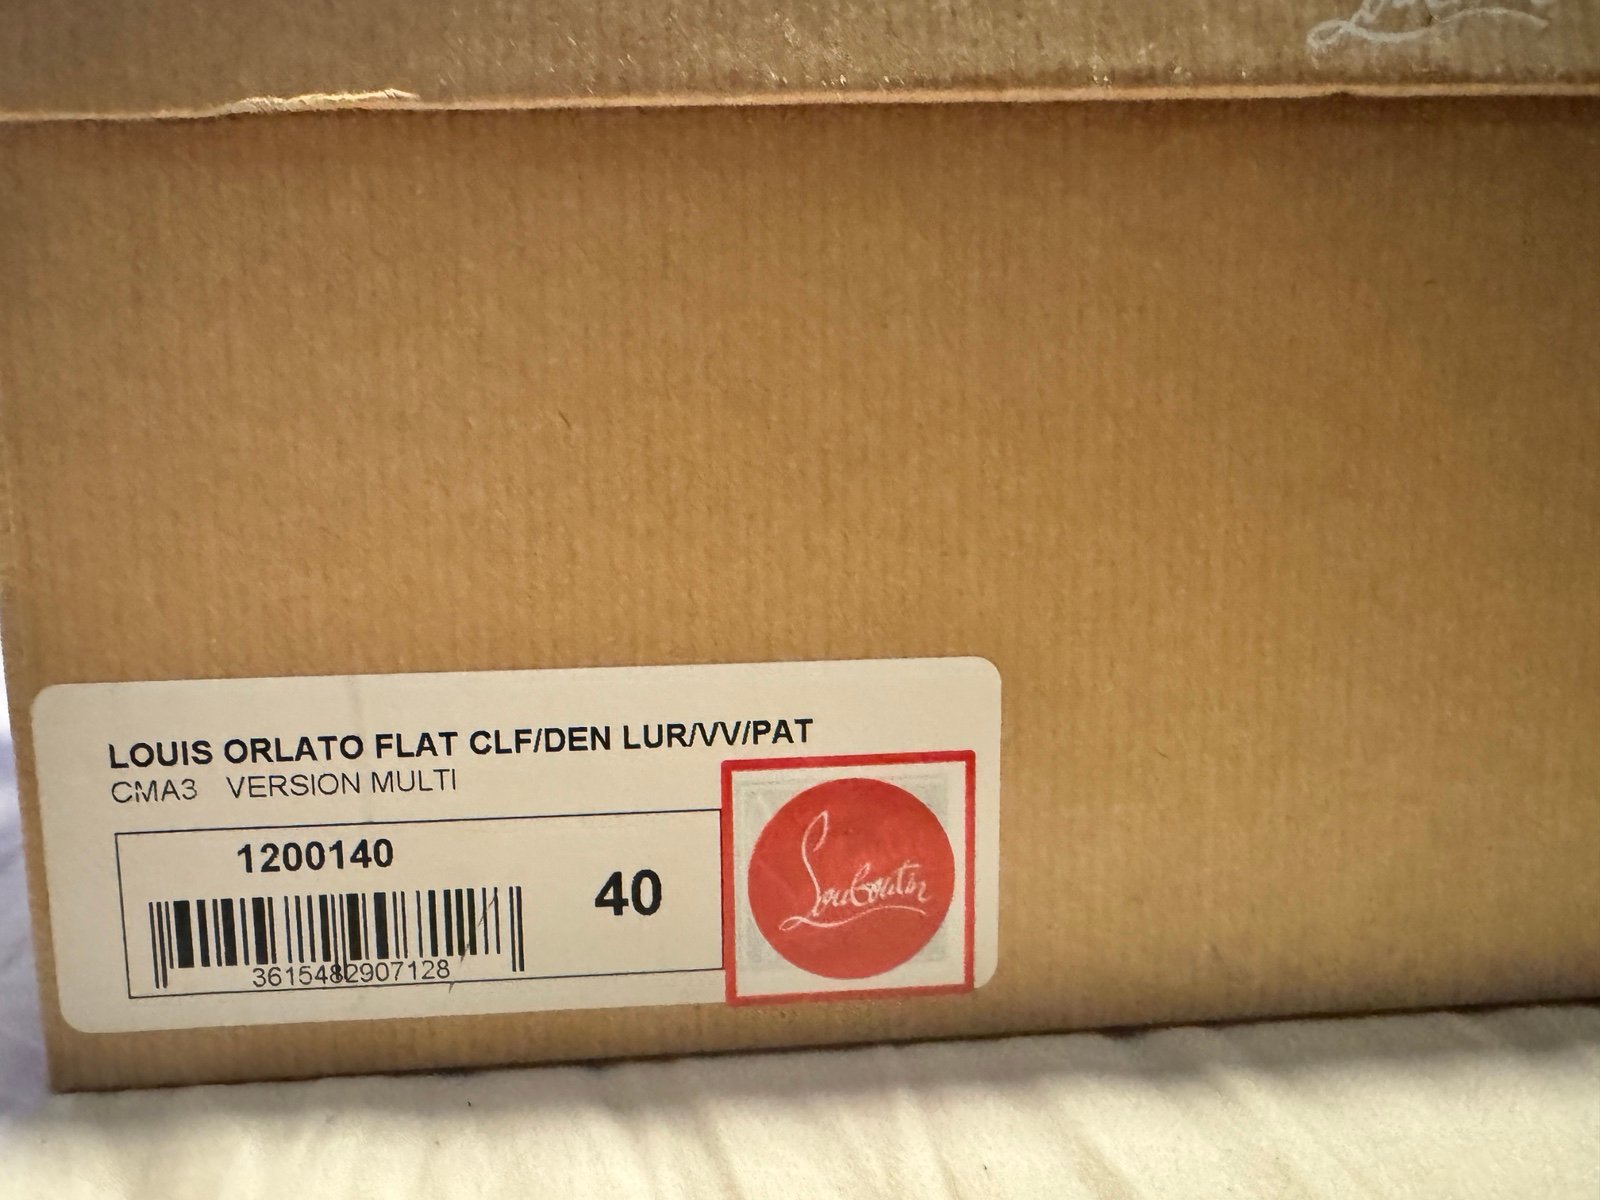 LOUIS ORLATO FLAT CLF/DEN LUR/VV/PAT
CMA3 VERSION MULTI
1200140
40
3615482907128
Louboutin